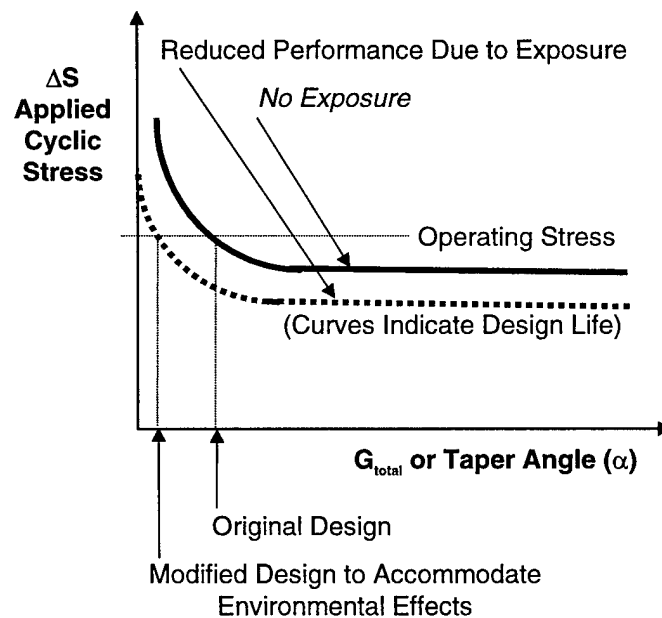 Reduced Performance Due to Exposure
ΔS
Applied
Cyclic
Stress
No Exposure
Operating Stress
(Curves Indicate Design Life)
G_total or Taper Angle (α)
Original Design
Modified Design to Accommodate
Environmental Effects